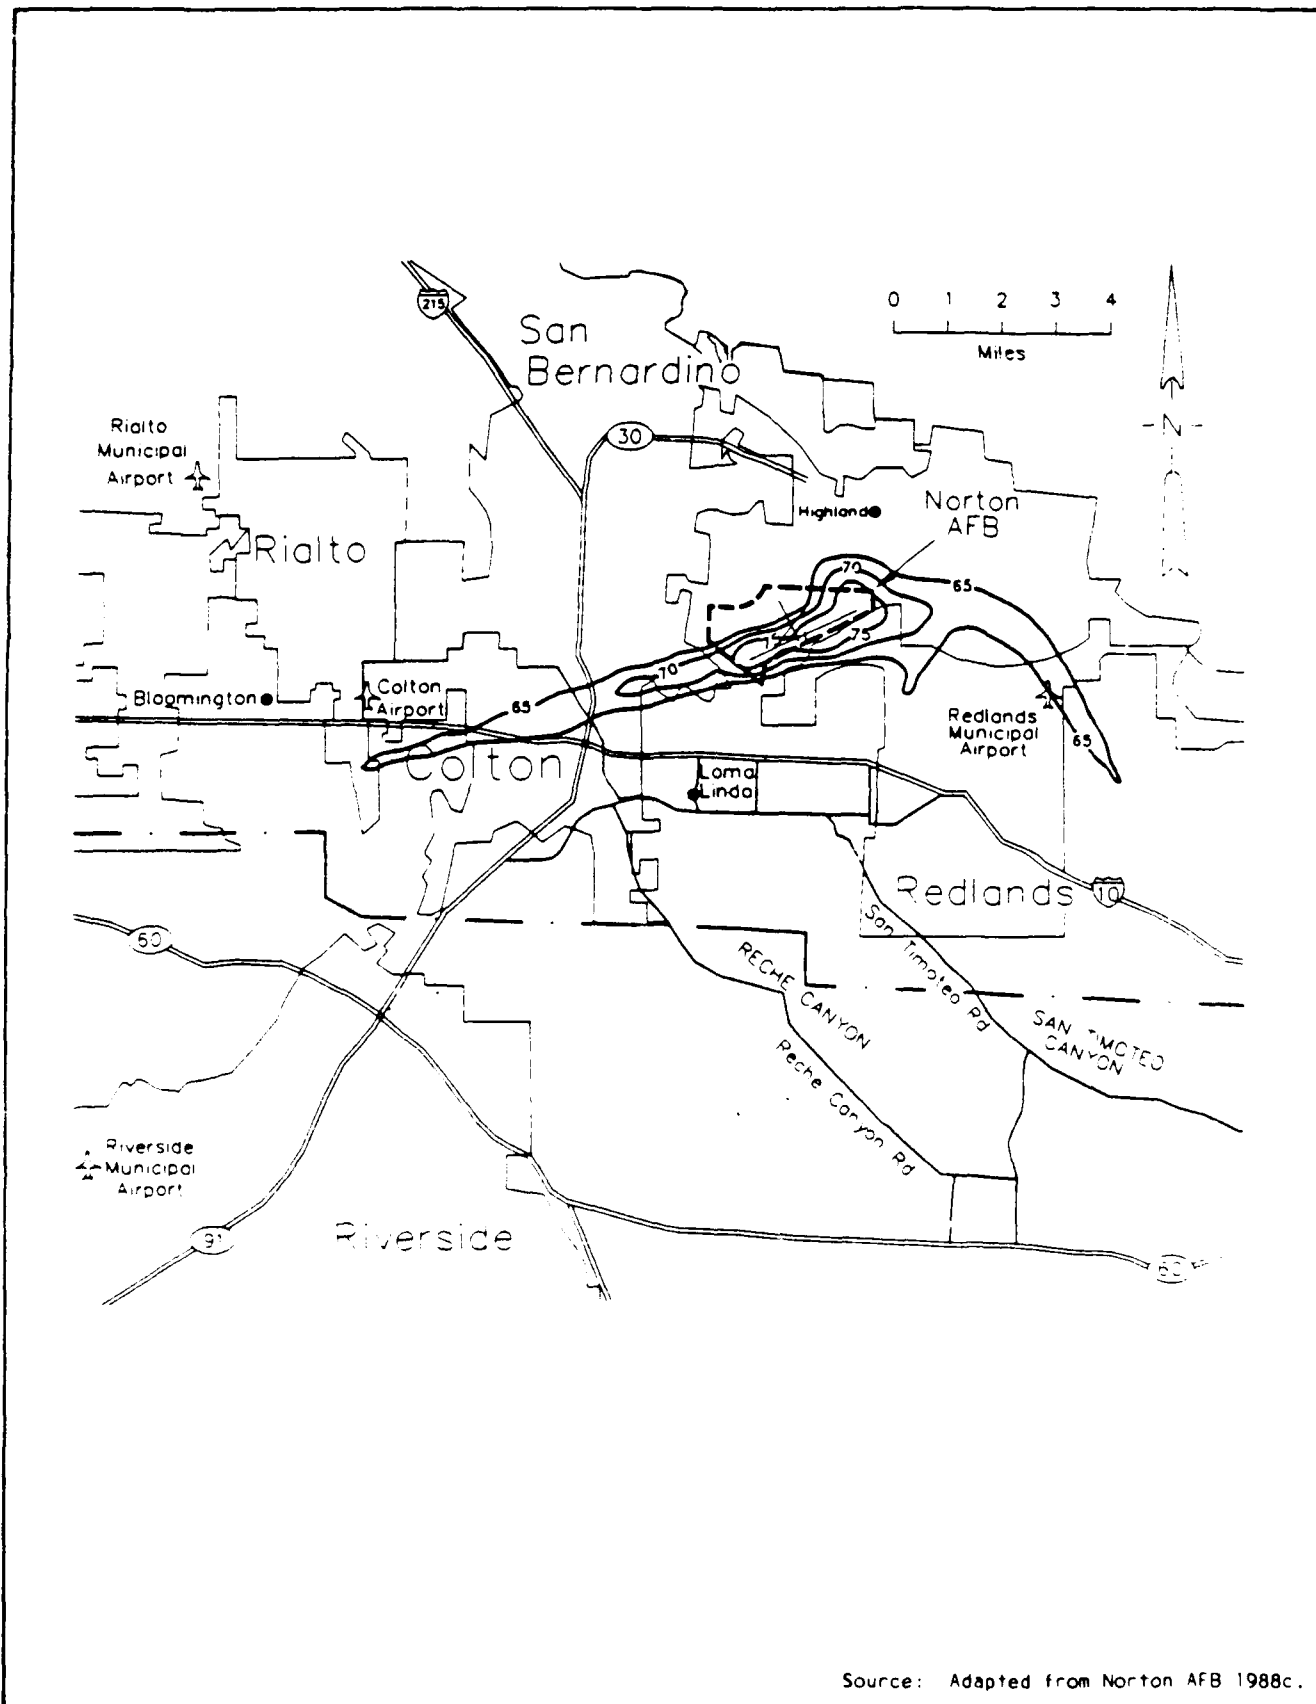 215
San
Bernardino
0 1 2 3 4
Miles
N
Rialto
Municipal
Airport
30
Highland
Norton
AFB
Rialto
70
65
75
75
70
65
Bloomington
Colton
Airport
Redlands
Municipal
Airport
65
Colton
Loma
Linda
Redlands
10
60
San Timoteo Rd
RECHE CANYON
SAN TIMOTEO
CANYON
Reche Canyon Rd
Riverside
Municipal
Airport
91
Riverside
60
Source: Adapted from Norton AFB 1988c.